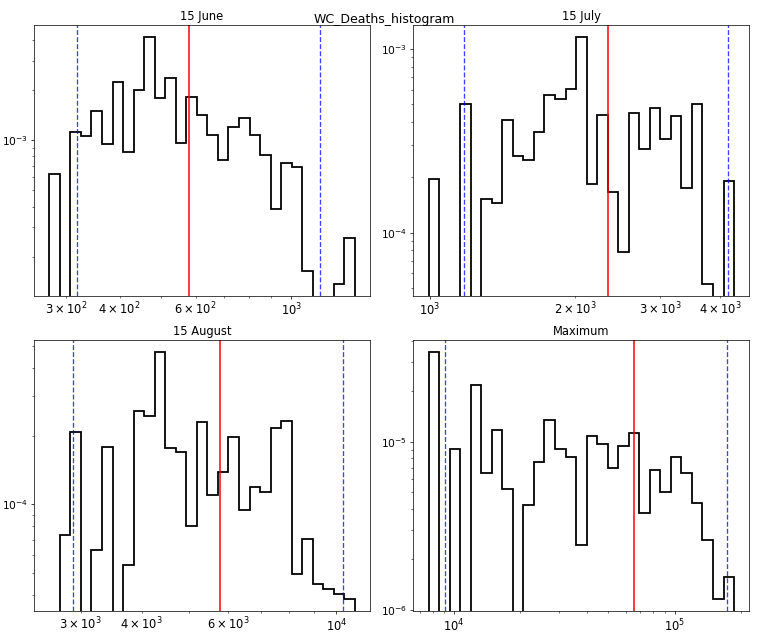 WC_Deaths_histogram
15 June
15 July
10⁻³
3 × 10² 4 × 10² 6 × 10² 10³
10⁻³
10⁻⁴
10³ 2 × 10³ 3 × 10³ 4 × 10³
15 August
Maximum
10⁻⁴
3 × 10³ 4 × 10³ 6 × 10³ 10⁴
10⁻⁵
10⁻⁶
10⁴ 10⁵